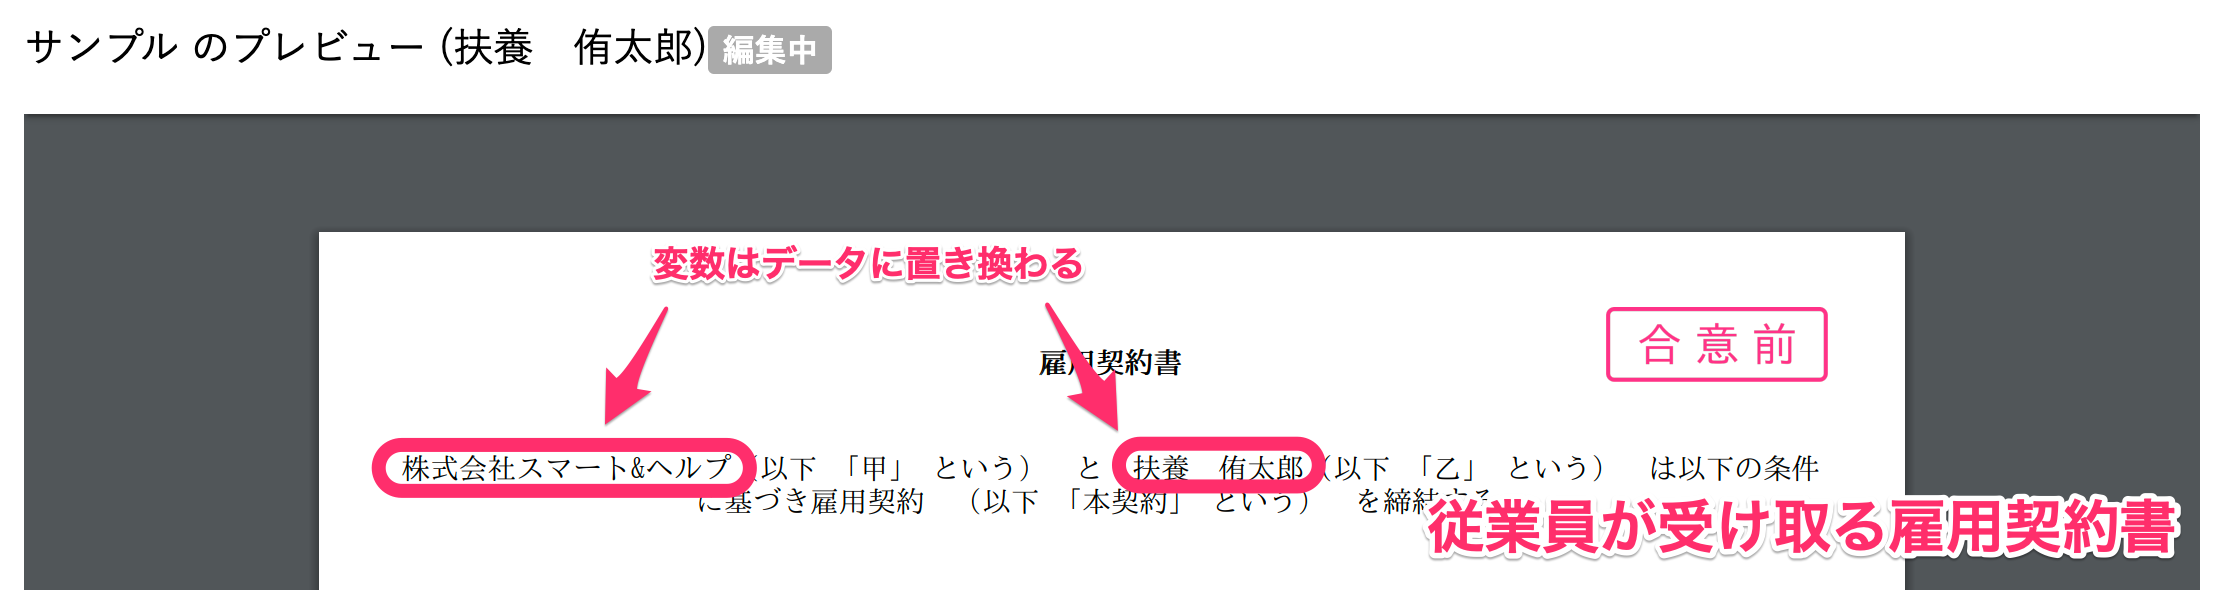 サンプル のプレビュー (扶養　侑太郎) 編集中
変数はデータに置き換わる
合意前
雇用契約書
株式会社スマート&ヘルプ（以下 「甲」 という） と 扶養　侑太郎（以下 「乙」 という） は以下の条件
に基づき雇用契約 （以下 「本契約」 という） を締結する
従業員が受け取る雇用契約書